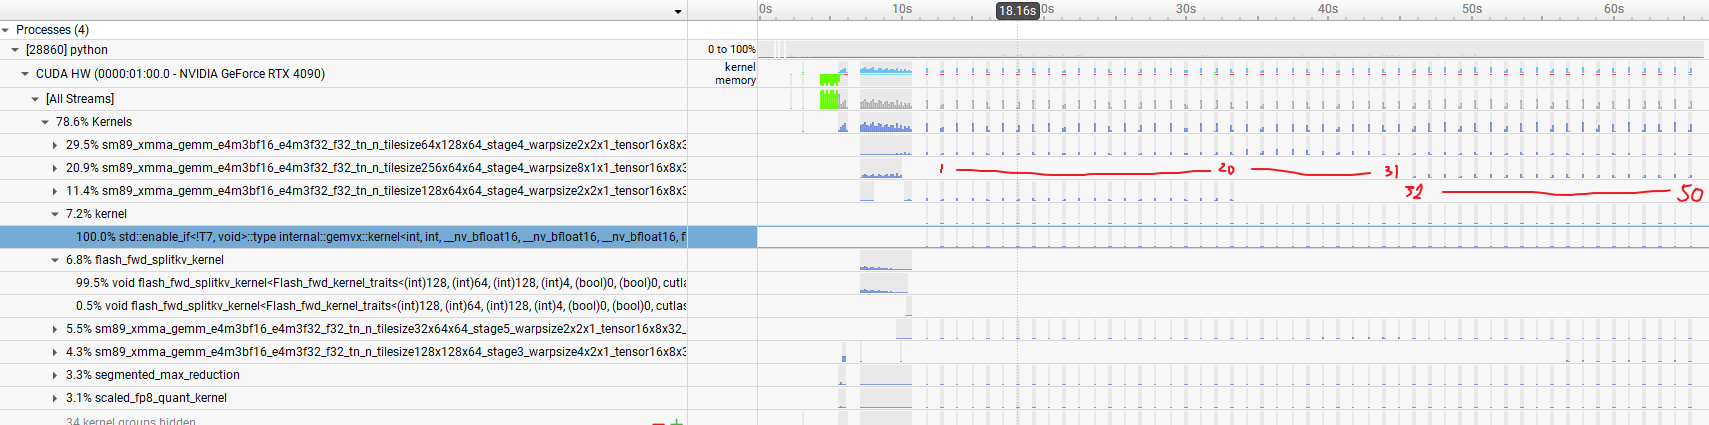 0s 10s 18.16s 0s 30s 40s 50s 60s
Processes (4)
[28860] python 0 to 100%
CUDA HW (0000:01:00.0 - NVIDIA GeForce RTX 4090) kernel
memory
[All Streams]
78.6% Kernels
29.5% sm89_xmma_gemm_e4m3bf16_e4m3f32_f32_tn_n_tilesize64x128x64_stage4_warpsize2x2x1_tensor16x8x3
20.9% sm89_xmma_gemm_e4m3bf16_e4m3f32_f32_tn_n_tilesize256x64x64_stage4_warpsize8x1x1_tensor16x8x3 1 20 31
11.4% sm89_xmma_gemm_e4m3bf16_e4m3f32_f32_tn_n_tilesize128x64x64_stage4_warpsize2x2x1_tensor16x8x3 32 50
7.2% kernel
100.0% std::enable_if<!T7, void>::type internal::gemvx::kernel<int, int, __nv_bfloat16, __nv_bfloat16, __nv_bfloat16, fl
6.8% flash_fwd_splitkv_kernel
99.5% void flash_fwd_splitkv_kernel<Flash_fwd_kernel_traits<(int)128, (int)64, (int)128, (int)4, (bool)0, (bool)0, cutla
0.5% void flash_fwd_splitkv_kernel<Flash_fwd_kernel_traits<(int)128, (int)64, (int)128, (int)4, (bool)0, (bool)0, cutlas
5.5% sm89_xmma_gemm_e4m3bf16_e4m3f32_f32_tn_n_tilesize32x64x64_stage5_warpsize2x2x1_tensor16x8x32_
4.3% sm89_xmma_gemm_e4m3bf16_e4m3f32_f32_tn_n_tilesize128x128x64_stage3_warpsize4x2x1_tensor16x8x
3.3% segmented_max_reduction
3.1% scaled_fp8_quant_kernel
34 kernel groups hidden